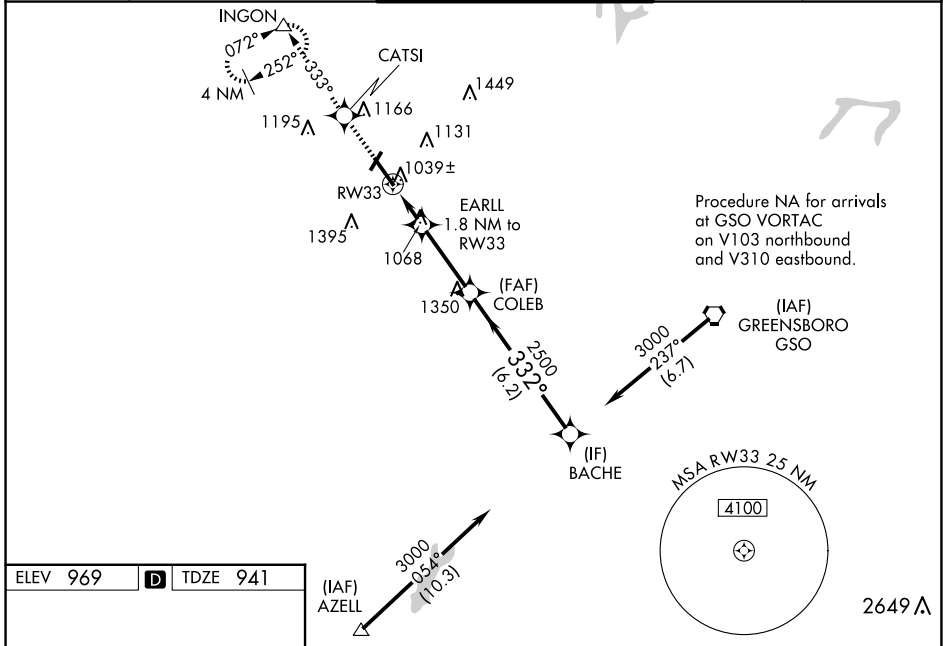 INGON
072°
252°
333°
4 NM
CATSI
1449
1166
1195
1131
1039±
RW33
EARLL
1.8 NM to
RW33
1395
1068
Procedure NA for arrivals
at GSO VORTAC
on V103 northbound
and V310 eastbound.
(FAF)
COLEB
1350
(IAF)
GREENSBORO
GSO
3000
237°
(6.7)
2500
332°
(6.2)
(IF)
BACHE
MSA RW33 25 NM
4100
3000
054°
(10.3)
(IAF)
AZELL
2649
ELEV 969 D TDZE 941